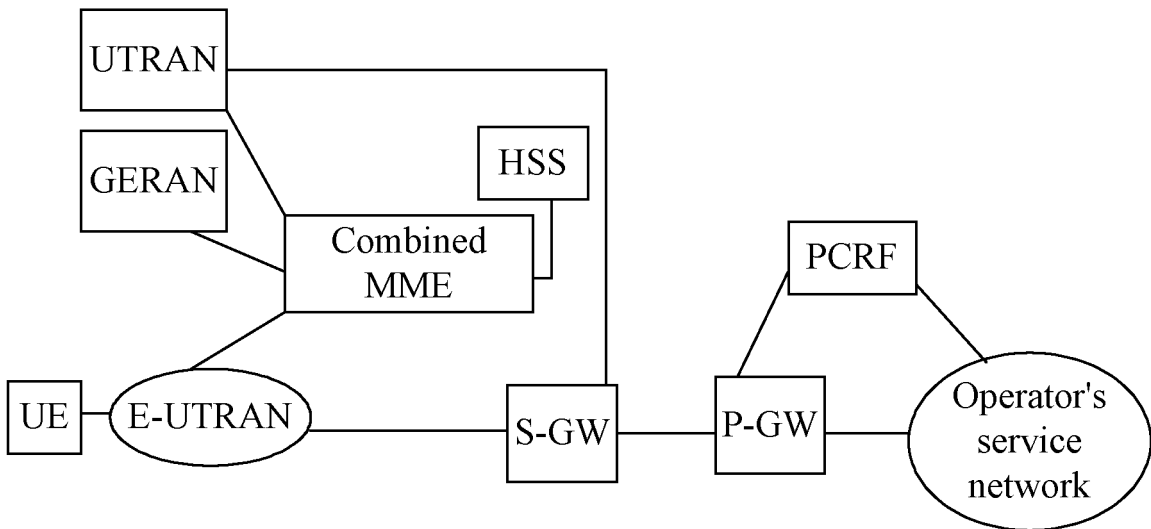 UTRAN
GERAN
HSS
Combined
MME
PCRF
UE
E-UTRAN
S-GW
P-GW
Operator's
service
network